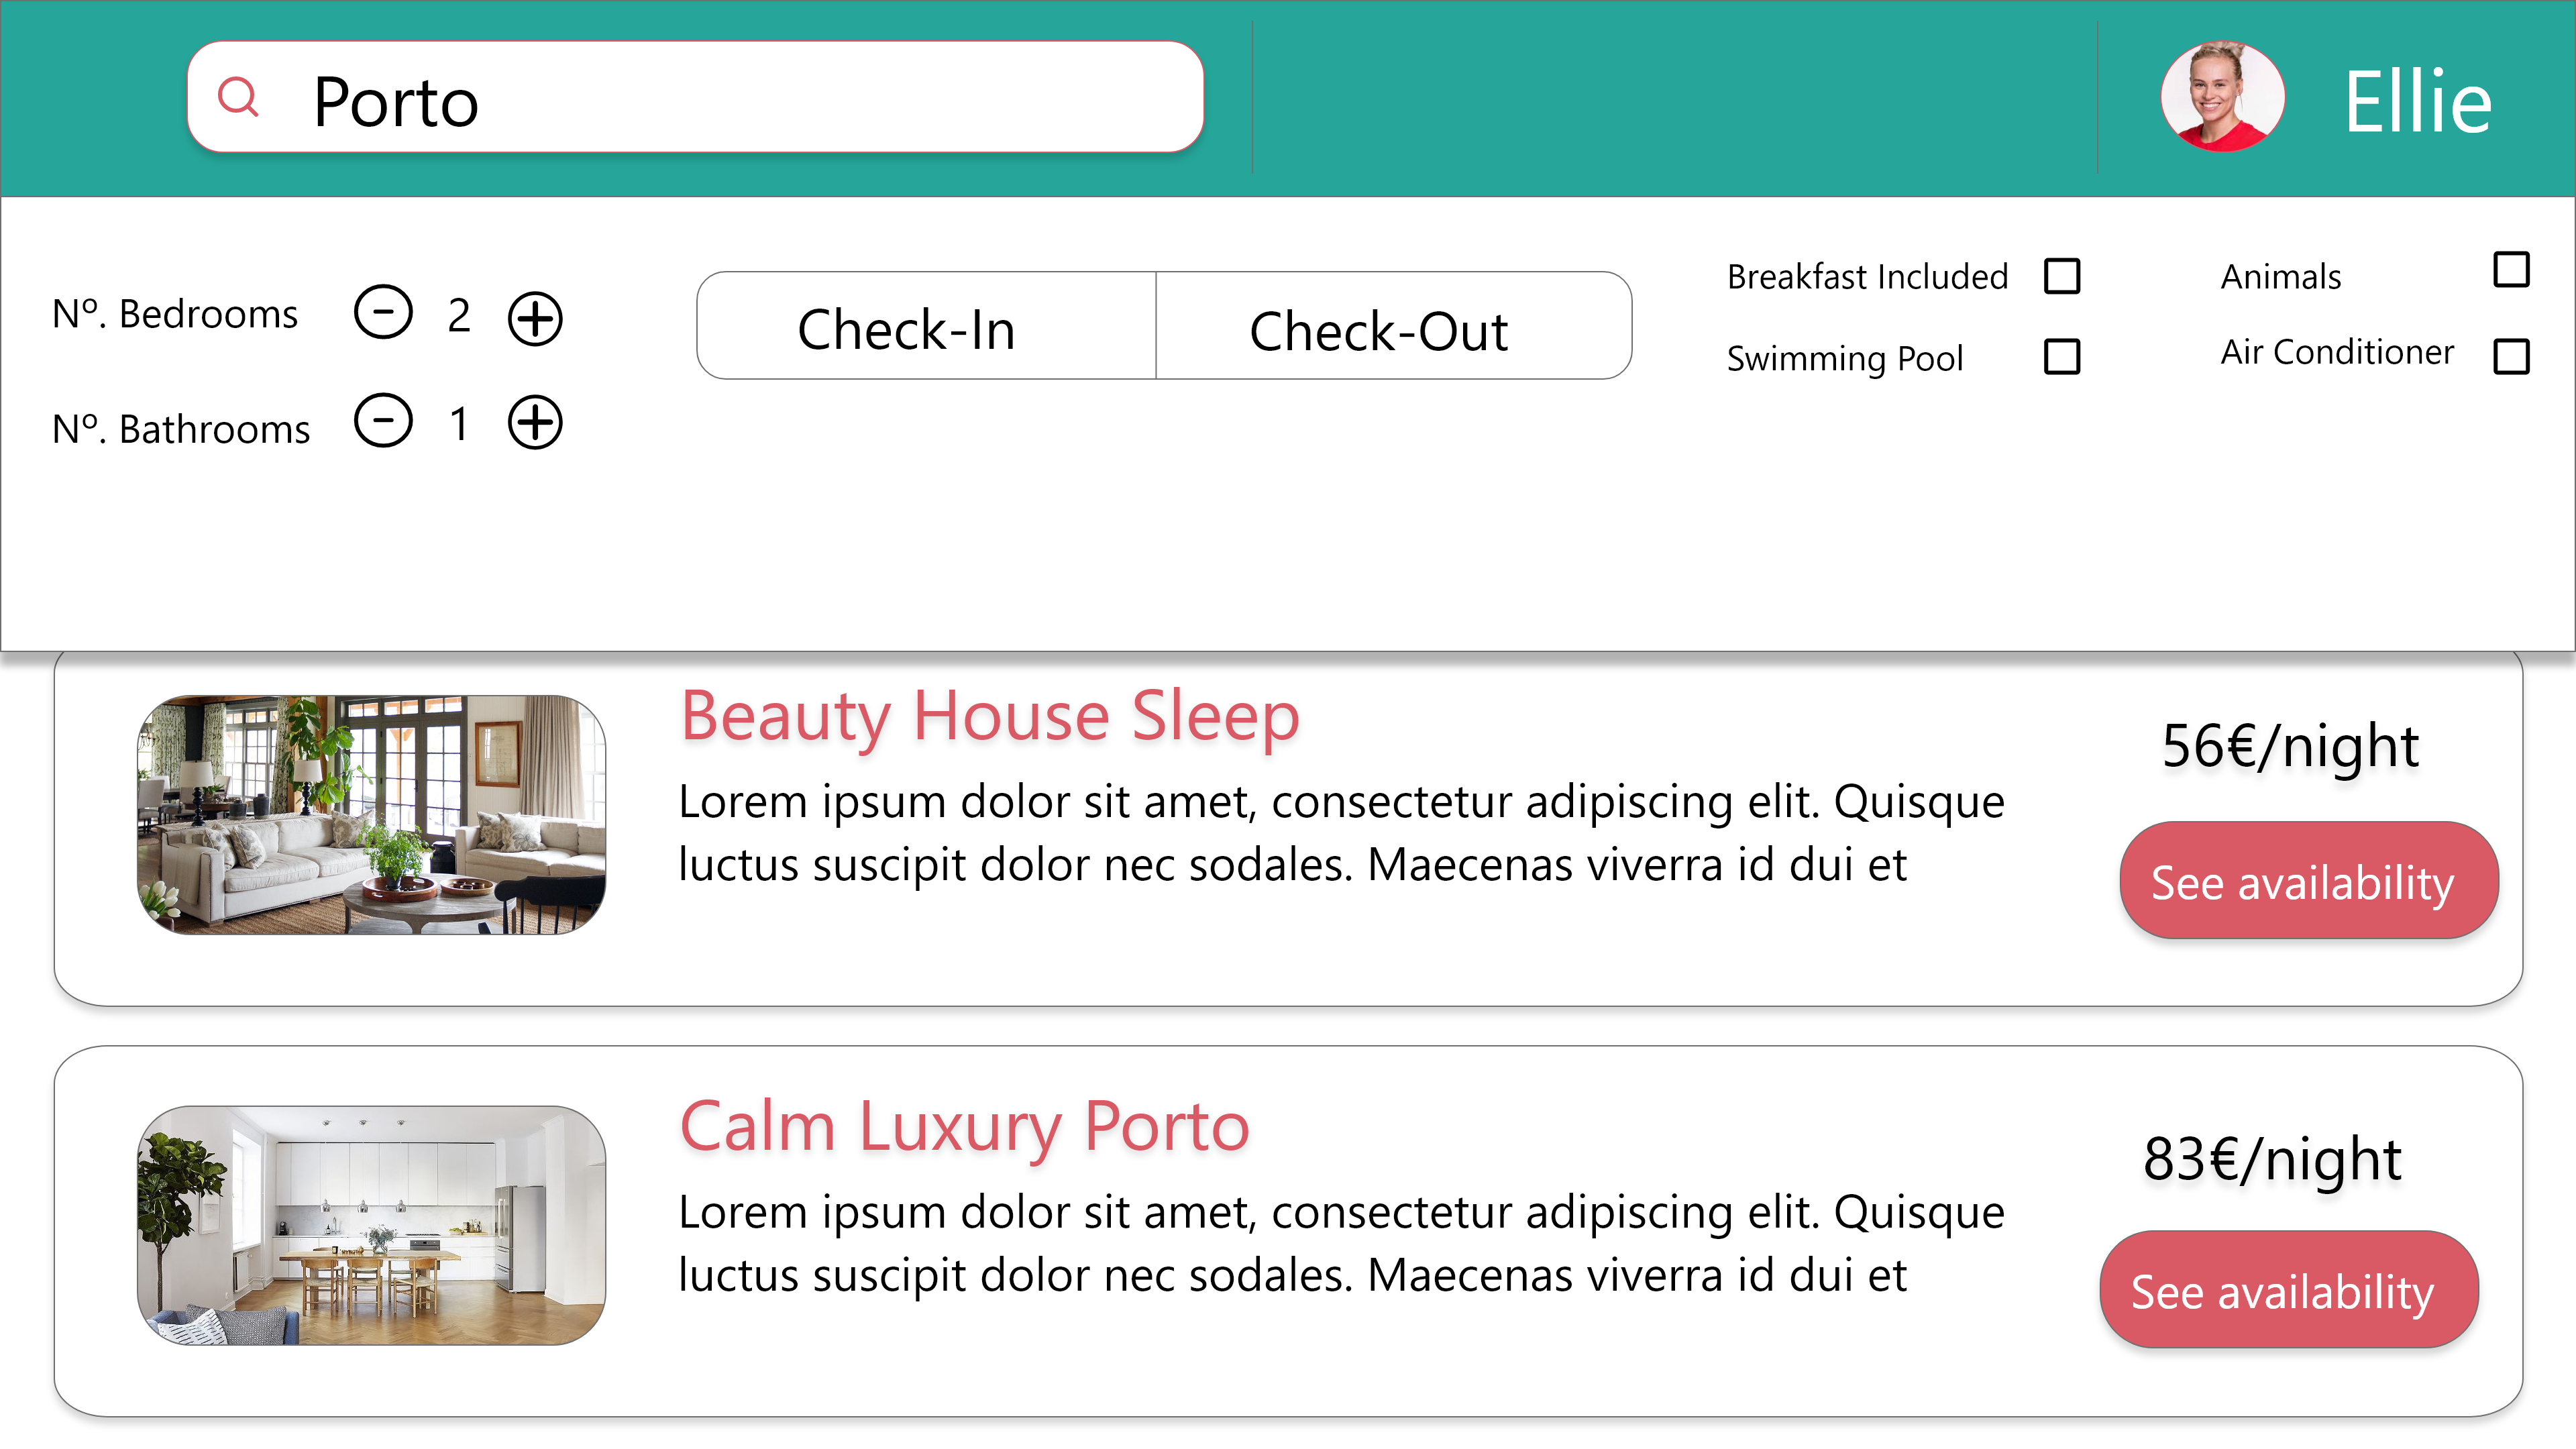 Porto
Ellie
Nº. Bedrooms 2
Check-In Check-Out
Breakfast Included
Animals
Swimming Pool
Air Conditioner
Nº. Bathrooms 1
Beauty House Sleep
56€/night
Lorem ipsum dolor sit amet, consectetur adipiscing elit. Quisque
luctus suscipit dolor nec sodales. Maecenas viverra id dui et
See availability
Calm Luxury Porto
83€/night
Lorem ipsum dolor sit amet, consectetur adipiscing elit. Quisque
luctus suscipit dolor nec sodales. Maecenas viverra id dui et
See availability